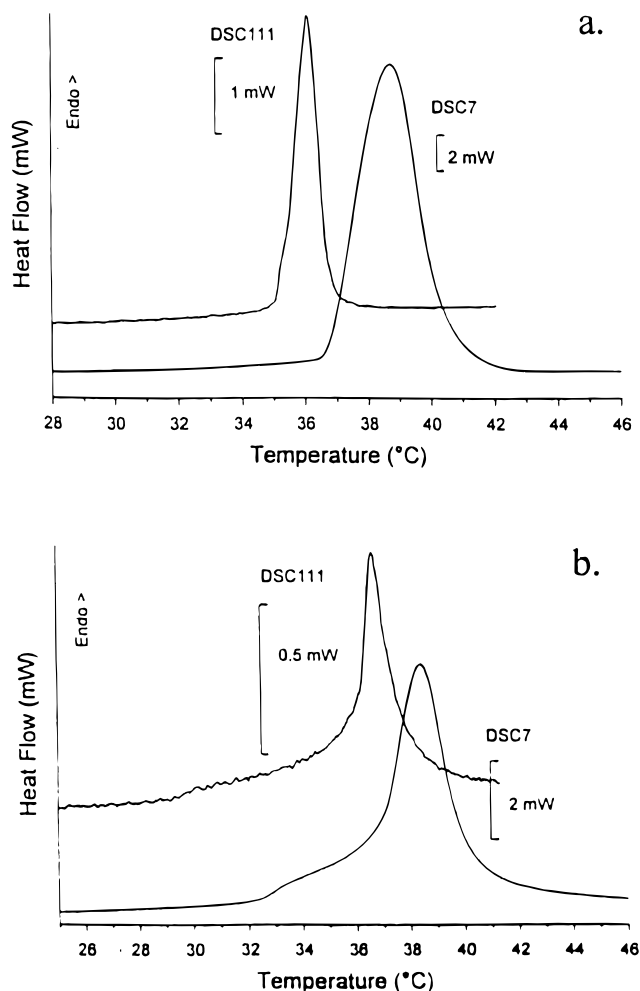 a.
DSC111
1 mW
DSC7
2 mW
Endo >
Heat Flow (mW)
28 30 32 34 36 38 40 42 44 46
Temperature (°C)
b.
DSC111
0.5 mW
DSC7
2 mW
Endo >
Heat Flow (mW)
26 28 30 32 34 36 38 40 42 44 46
Temperature (°C)